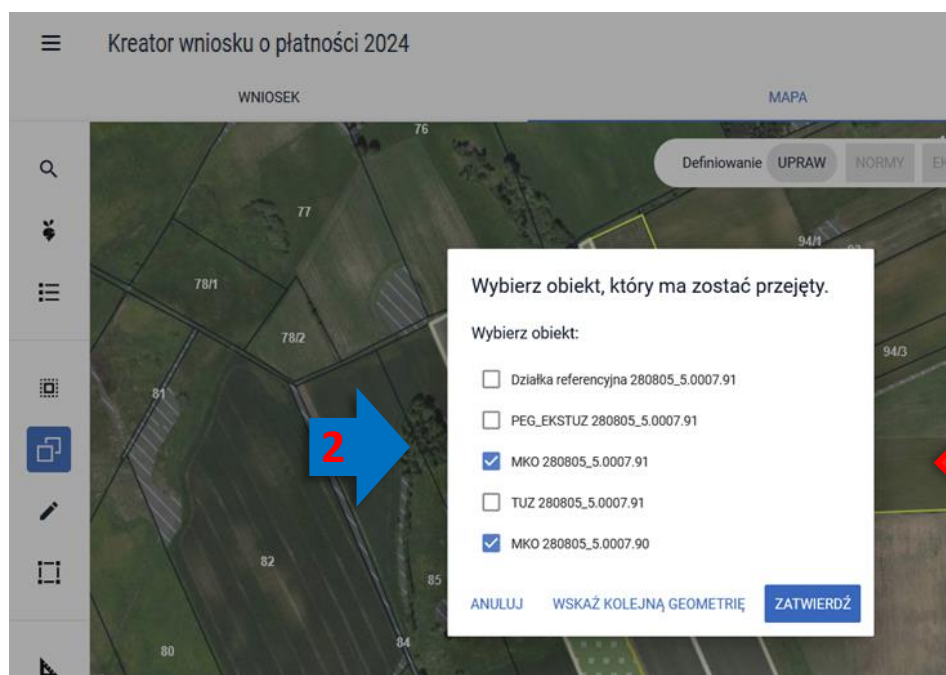 Kreator wniosku o płatności 2024
WNIOSEK
MAPA
76
Definiowanie UPRAW NORMY
77
94/1
78/1
Wybierz obiekt, który ma zostać przejęty.
Wybierz obiekt:
78/2
94/3
Działka referencyjna 280805_5.0007.91
81
PEG_EKSTUZ 280805_5.0007.91
2
MKO 280805_5.0007.91
TUZ 280805_5.0007.91
MKO 280805_5.0007.90
82
85
ANULUJ WSKAŻ KOLEJNĄ GEOMETRIĘ ZATWIERDŹ
84
80